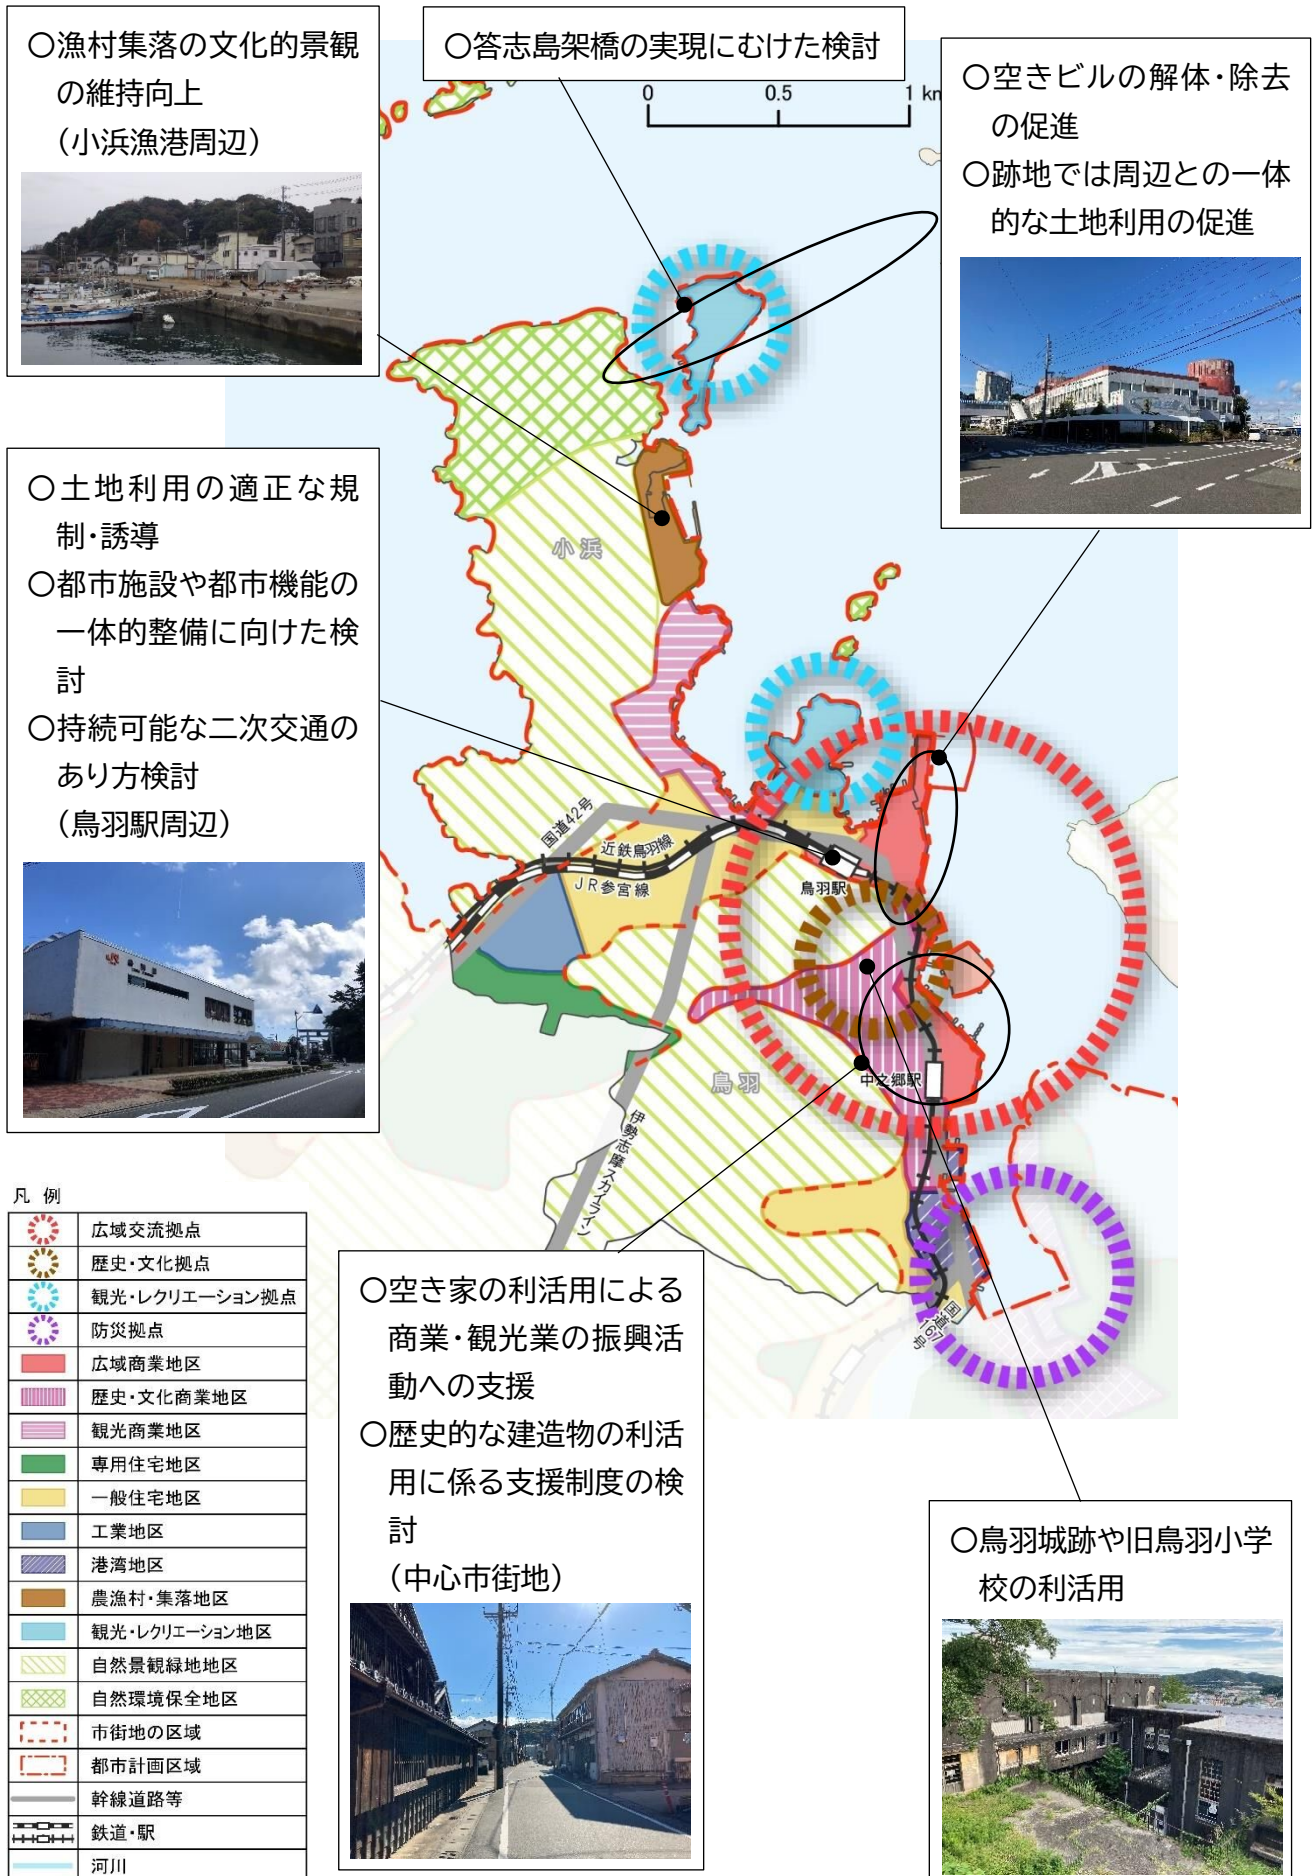 ○漁村集落の文化的景観
の維持向上
（小浜漁港周辺）
○答志島架橋の実現にむけた検討
0 0.5 1 km
○空きビルの解体・除去
の促進
○跡地では周辺との一体
的な土地利用の促進
○土地利用の適正な規
制・誘導
○都市施設や都市機能の
一体的整備に向けた検
討
○持続可能な二次交通の
あり方検討
（鳥羽駅周辺）
小浜
国道42号
近鉄鳥羽線
JR参宮線
鳥羽駅
中之郷駅
鳥羽
伊勢志摩スカイライン
国道167号
凡 例
広域交流拠点
歴史・文化拠点
観光・レクリエーション拠点
防災拠点
広域商業地区
歴史・文化商業地区
観光商業地区
専用住宅地区
一般住宅地区
工業地区
港湾地区
農漁村・集落地区
観光・レクリエーション地区
自然景観緑地地区
自然環境保全地区
市街地の区域
都市計画区域
幹線道路等
鉄道・駅
河川
○空き家の利活用による
商業・観光業の振興活
動への支援
○歴史的な建造物の利活
用に係る支援制度の検
討
（中心市街地）
○鳥羽城跡や旧鳥羽小学
校の利活用